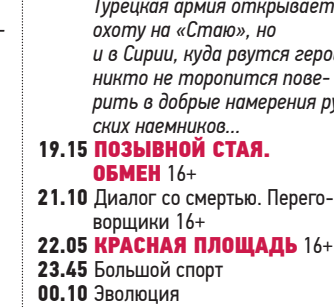 Турецкая армия открывает
охоту на «Стаю», но
и в Сирии, куда рвутся геро
никто не торопится пове-
рить в добрые намерения ру
ских наемников...
19.15 ПОЗЫВНОЙ СТАЯ.
ОБМЕН 16+
21.10 Диалог со смертью. Перего-
ворщики 16+
22.05 КРАСНАЯ ПЛОЩАДЬ 16+
23.45 Большой спорт
00.10 Эволюция